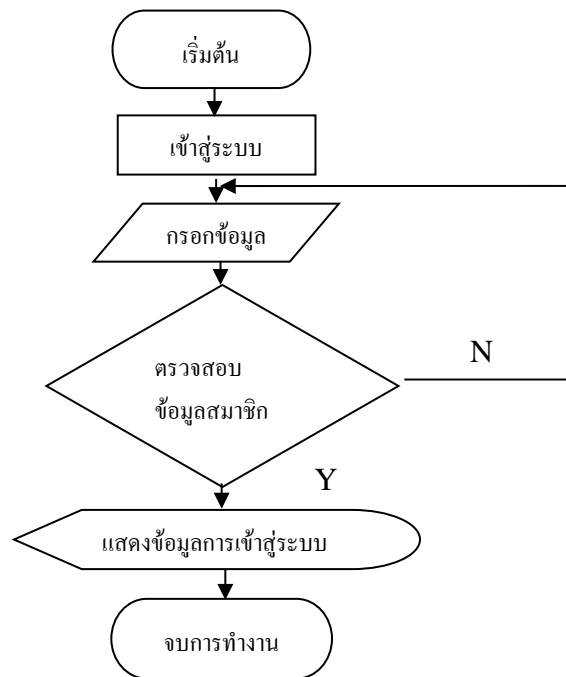 เริ่มต้น
เข้าสู่ระบบ
กรอกข้อมูล
ตรวจสอบ
ข้อมูลสมาชิก
N
Y
แสดงข้อมูลการเข้าสู่ระบบ
จบการทำงาน